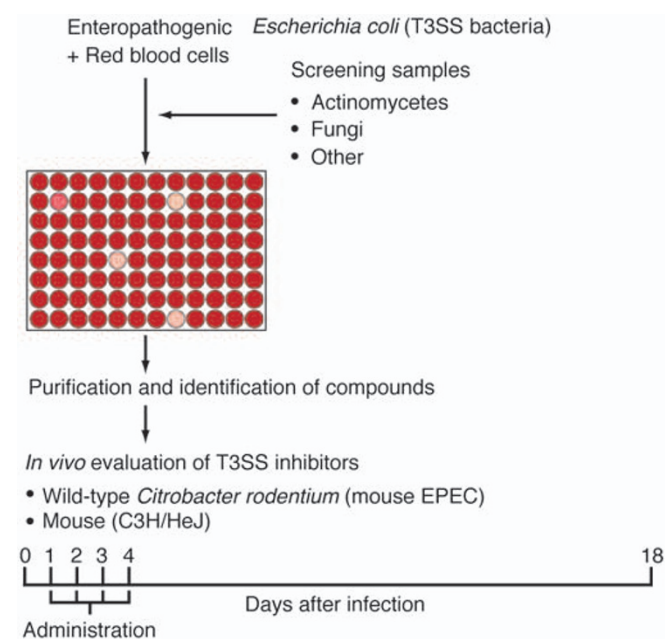 Enteropathogenic Escherichia coli (T3SS bacteria)
+ Red blood cells
Screening samples
• Actinomycetes
• Fungi
• Other
Purification and identification of compounds
In vivo evaluation of T3SS inhibitors
• Wild-type Citrobacter rodentium (mouse EPEC)
• Mouse (C3H/HeJ)
0 1 2 3 4 18
Days after infection
Administration